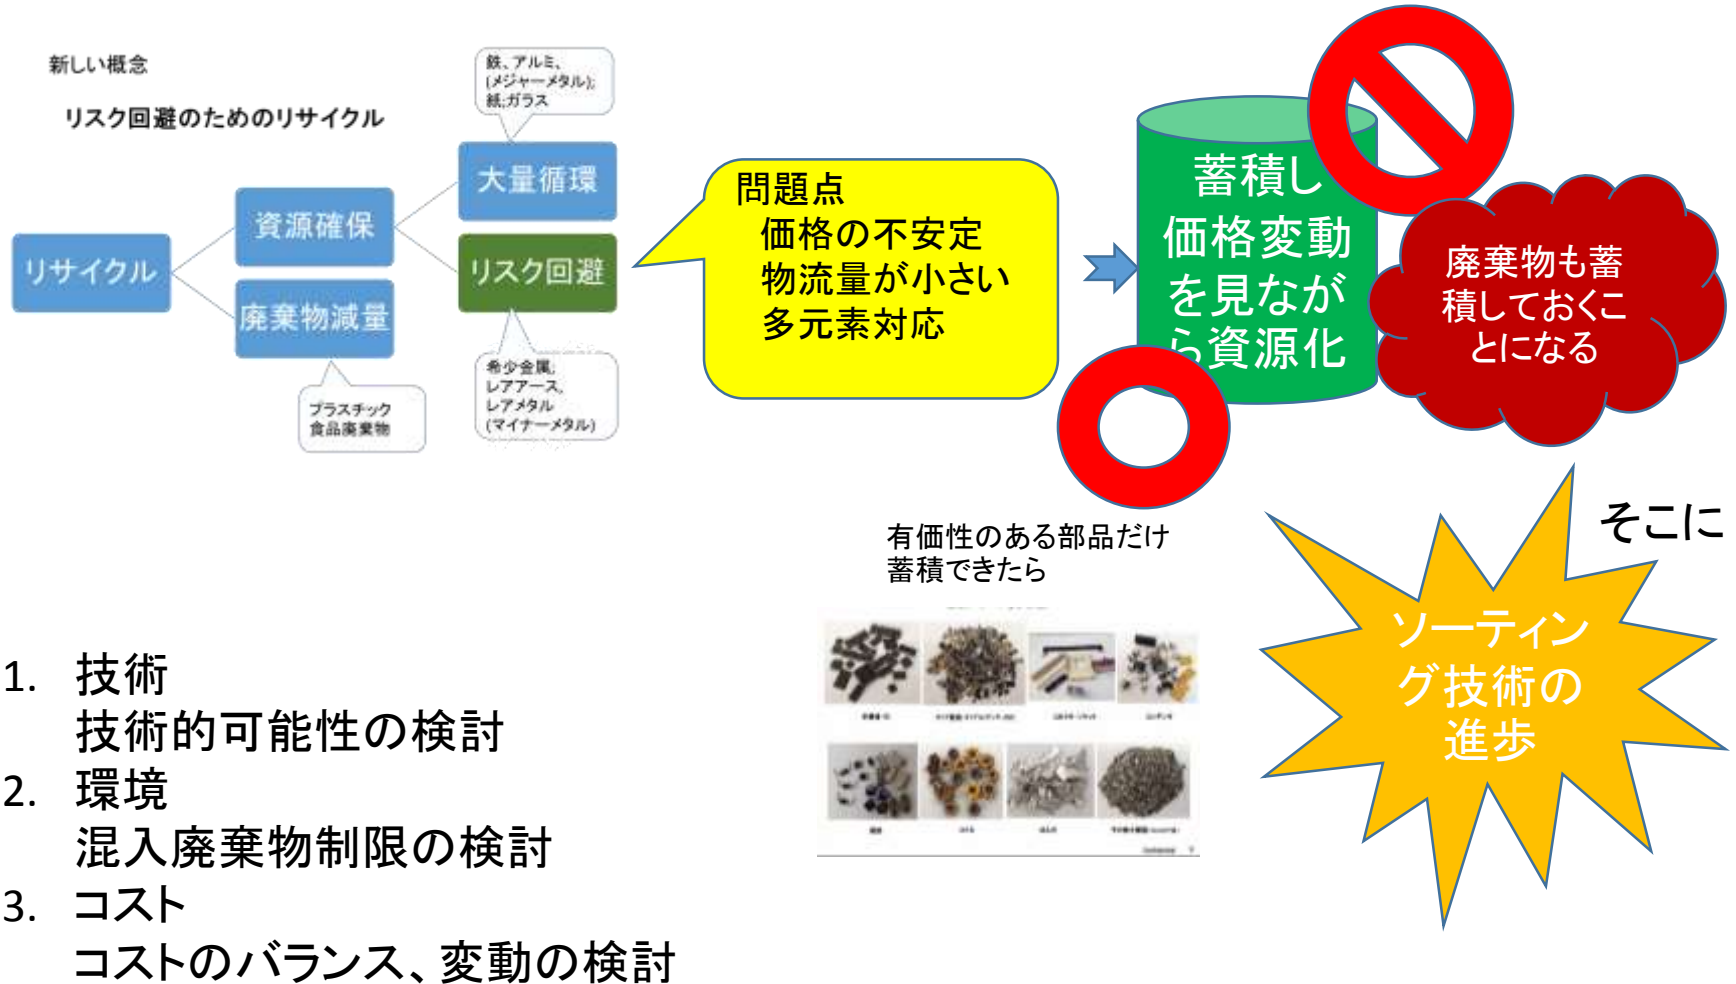 新しい概念
リスク回避のためのリサイクル
リサイクル
資源確保
廃棄物減量
大量循環
リスク回避
鉄、アルミ、
(メジャーメタル);
紙;ガラス
希少金属;
レアアース、
レアメタル
(マイナーメタル)
プラスチック
食品廃棄物
問題点
価格の不安定
物流量が小さい
多元素対応
蓄積し
価格変動
を見なが
ら資源化
廃棄物も蓄
積しておくこ
とになる
有価性のある部品だけ
蓄積できたら
そこに
ソーティン
グ技術の
進歩
1. 技術
技術的可能性の検討
2. 環境
混入廃棄物制限の検討
3. コスト
コストのバランス、変動の検討